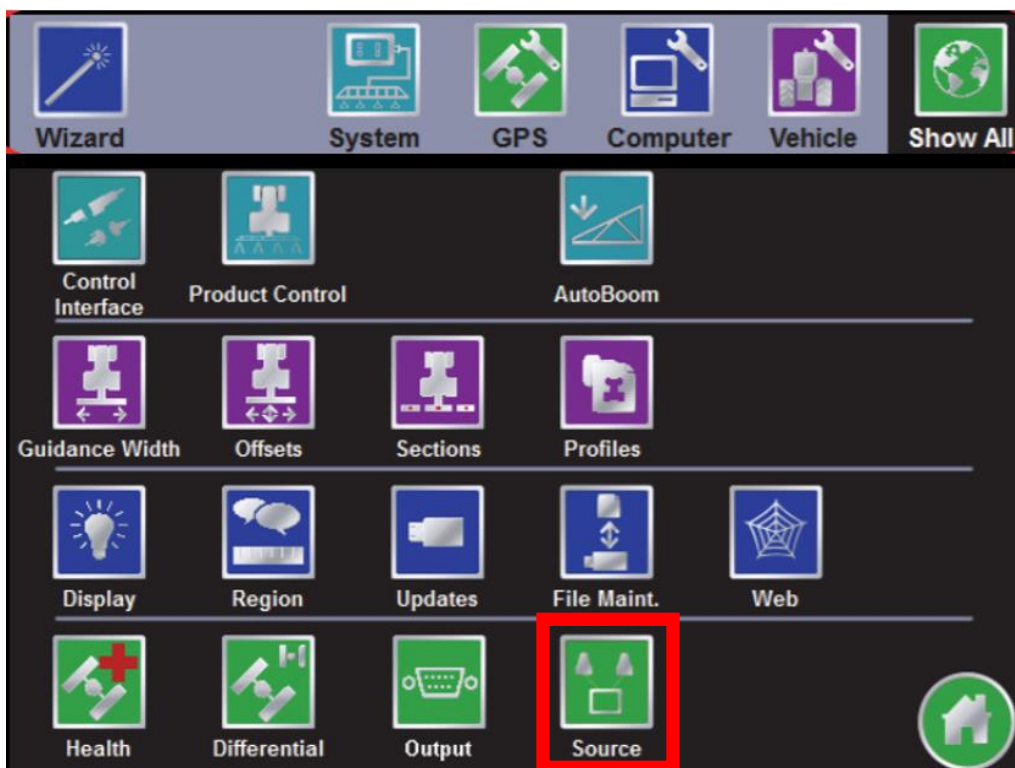 Wizard
System
GPS
Computer
Vehicle
Show All
Control
Interface
Product Control
AutoBoom
Guidance Width
Offsets
Sections
Profiles
Display
Region
Updates
File Maint.
Web
Health
Differential
Output
Source